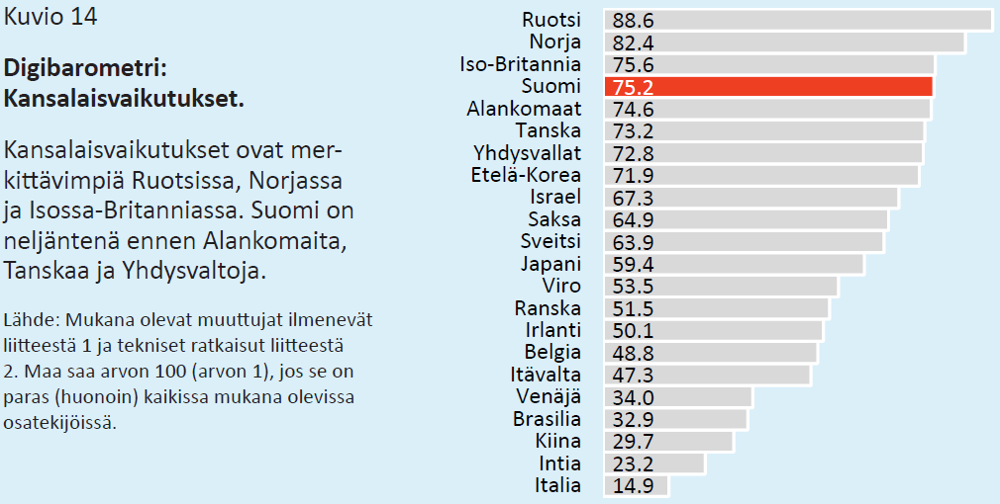 Kuvio 14
Digibarometri:
Kansalaisvaikutukset.
Kansalaisvaikutukset ovat mer-
kittävimpiä Ruotsissa, Norjassa
ja Isossa-Britanniassa. Suomi on
neljäntenä ennen Alankomaita,
Tanskaa ja Yhdysvaltoja.
Lähde: Mukana olevat muuttujat ilmenevät
liitteestä 1 ja tekniset ratkaisut liitteestä
2. Maa saa arvon 100 (arvon 1), jos se on
paras (huonoin) kaikissa mukana olevissa
osatekijöissä.
Ruotsi 88.6
Norja 82.4
Iso-Britannia 75.6
Suomi 75.2
Alankomaat 74.6
Tanska 73.2
Yhdysvallat 72.8
Etelä-Korea 71.9
Israel 67.3
Saksa 64.9
Sveitsi 63.9
Japani 59.4
Viro 53.5
Ranska 51.5
Irlanti 50.1
Belgia 48.8
Itävalta 47.3
Venäjä 34.0
Brasilia 32.9
Kiina 29.7
Intia 23.2
Italia 14.9